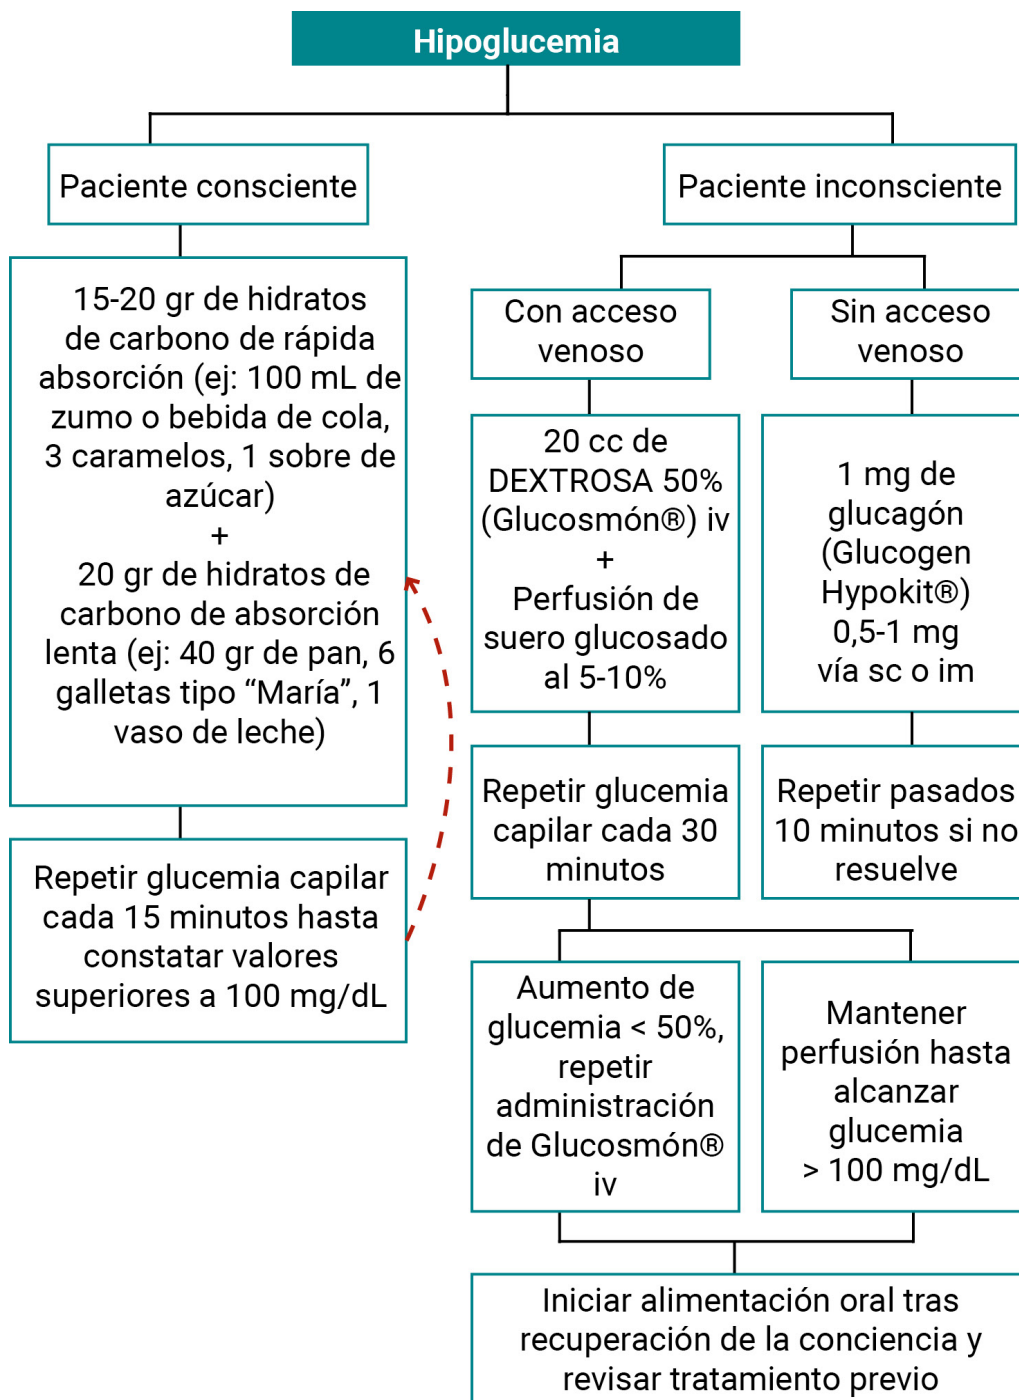 Hipoglucemia
Paciente consciente
15-20 gr de hidratos
de carbono de rápida
absorción (ej: 100 mL de
zumo o bebida de cola,
3 caramelos, 1 sobre de
azúcar)
+
20 gr de hidratos de
carbono de absorción
lenta (ej: 40 gr de pan, 6
galletas tipo “María”, 1
vaso de leche)
Repetir glucemia capilar
cada 15 minutos hasta
constatar valores
superiores a 100 mg/dL
Paciente inconsciente
Con acceso
venoso
20 cc de
DEXTROSA 50%
(Glucosmón®) iv
+
Perfusión de
suero glucosado
al 5-10%
Repetir glucemia
capilar cada 30
minutos
Sin acceso
venoso
1 mg de
glucagón
(Glucogen
Hypokit®)
0,5-1 mg
vía sc o im
Repetir pasados
10 minutos si no
resuelve
Aumento de
glucemia < 50%,
repetir
administración
de Glucosmón®
iv
Mantener
perfusión hasta
alcanzar
glucemia
> 100 mg/dL
Iniciar alimentación oral tras
recuperación de la conciencia y
revisar tratamiento previo